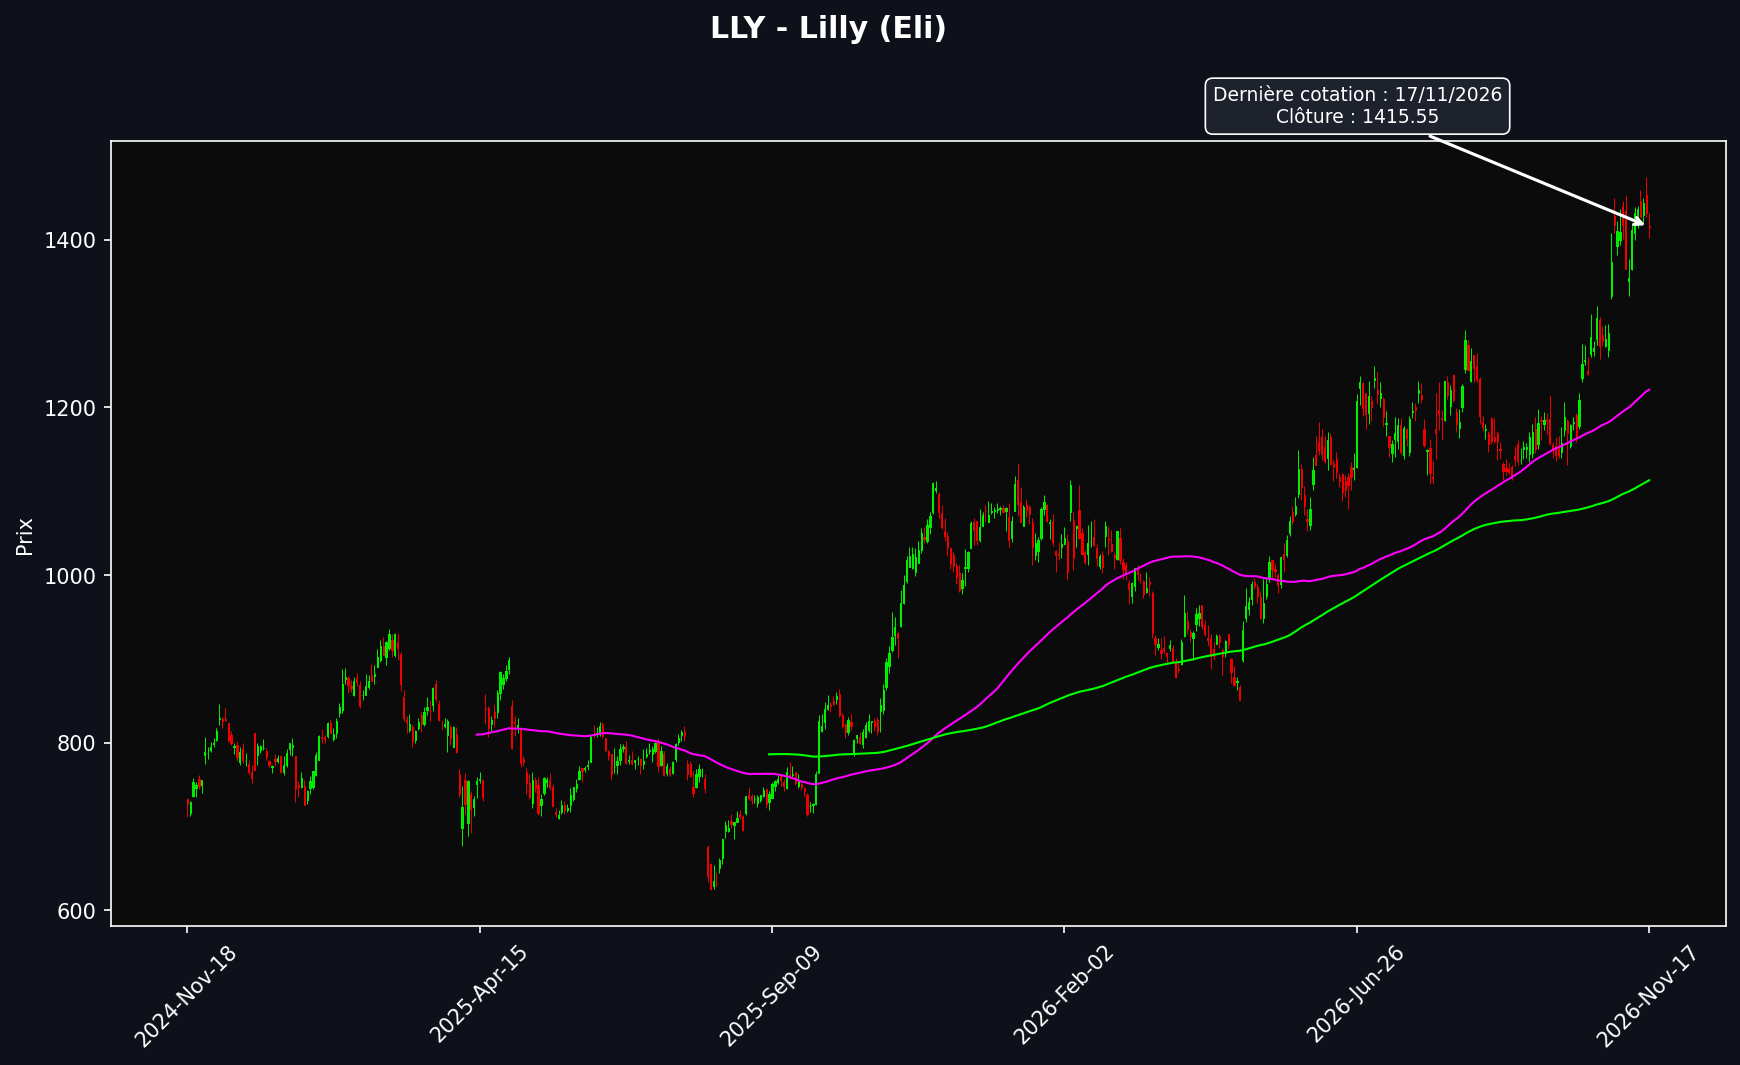 LLY - Lilly (Eli)
Dernière cotation : 17/11/2026
Clôture : 1415.55
Prix
1400
1200
1000
800
600
2024-Nov-18
2025-Apr-15
2025-Sep-09
2026-Feb-02
2026-Jun-26
2026-Nov-17